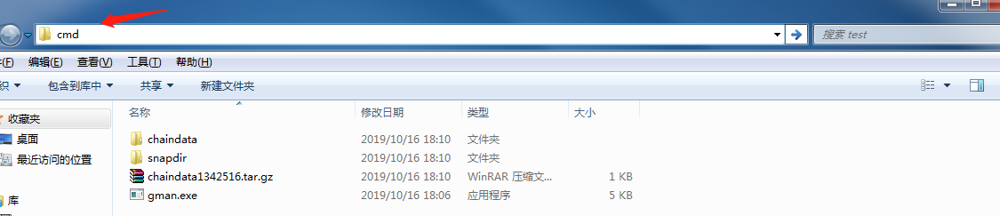 cmd
搜索 test
(F) 编辑(E) 查看(V) 工具(T) 帮助(H)
织 包含到库中 共享 新建文件夹
收藏夹
桌面
最近访问的位置
库
名称 修改日期 类型 大小
chaindata 2019/10/16 18:10 文件夹
snapdir 2019/10/16 18:10 文件夹
chaindata1342516.tar.gz 2019/10/16 18:10 WinRAR 压缩文... 1 KB
gman.exe 2019/10/16 18:06 应用程序 5 KB